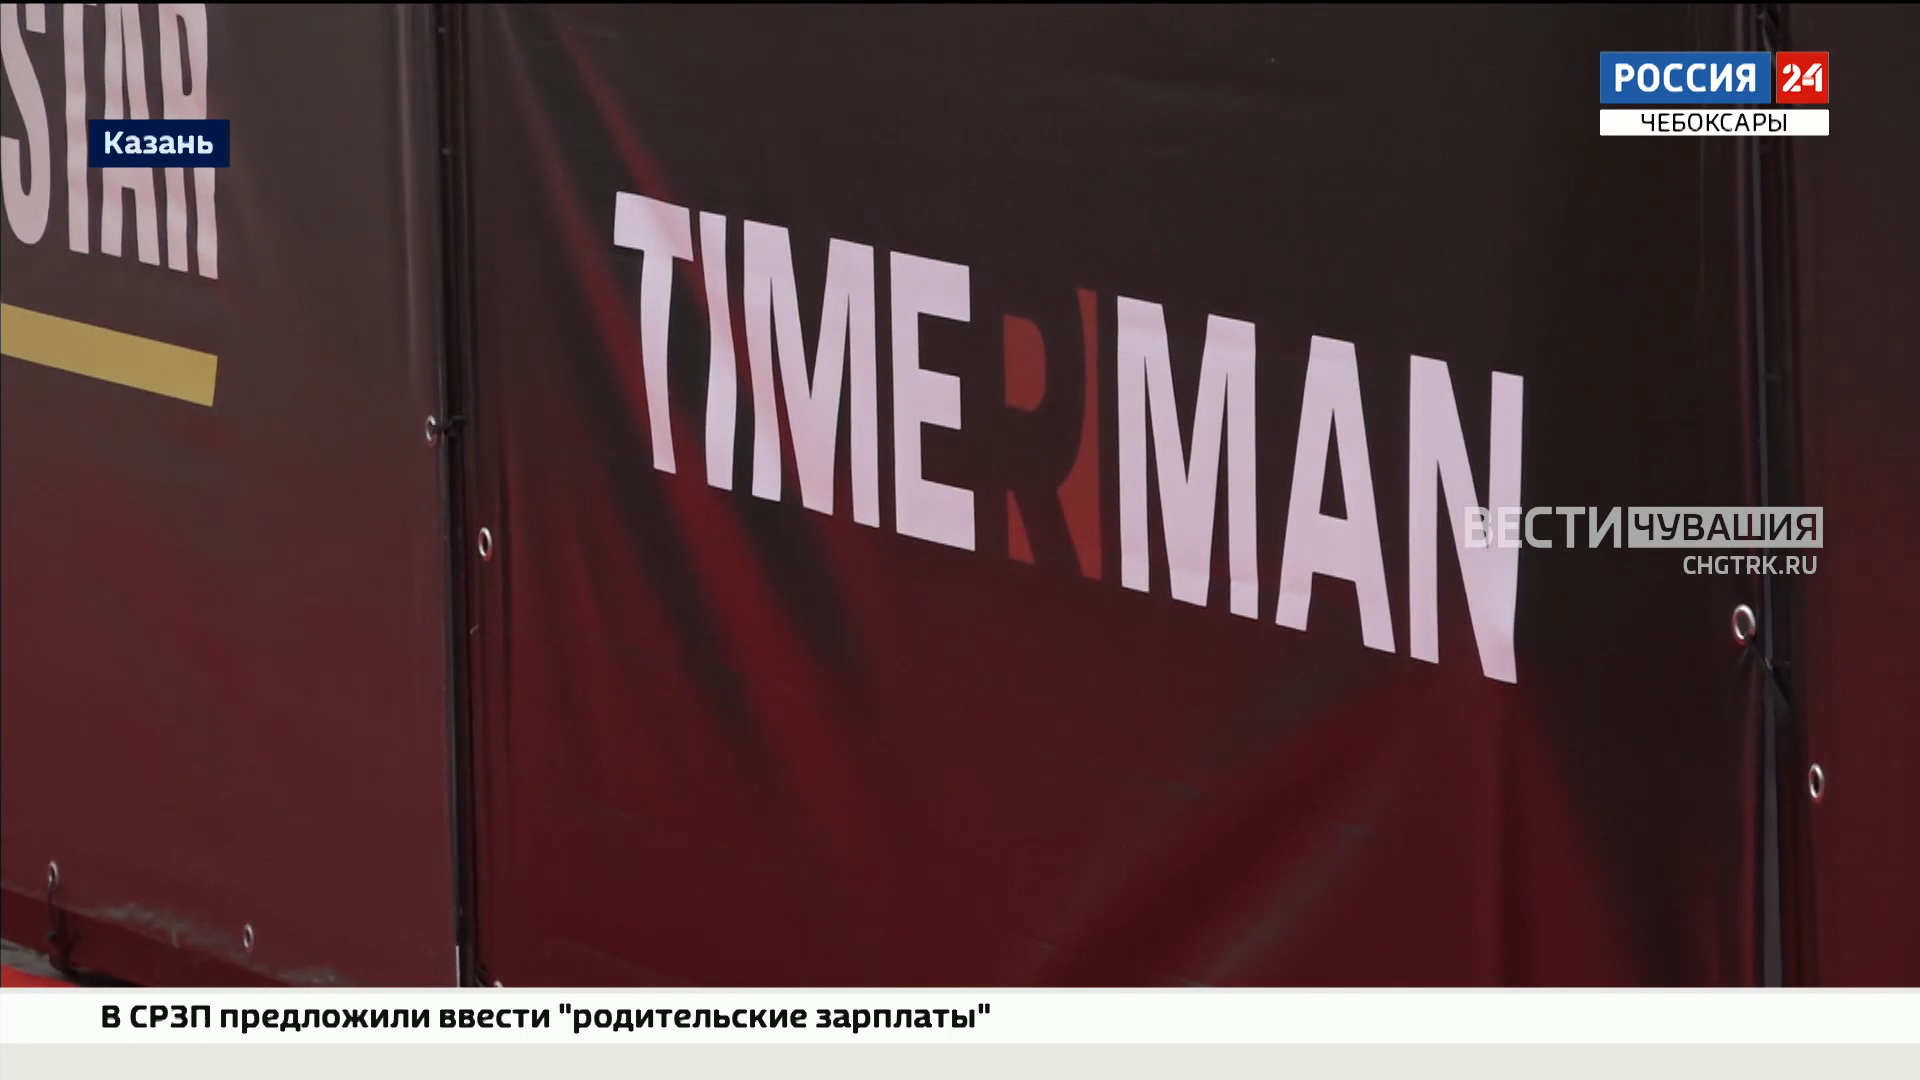 STAR
Казань
РОССИЯ 24
ЧЕБОКСАРЫ
TIMERMAN
ВЕСТИ ЧУВАШИЯ
CHGTRK.RU
В СРЗП предложили ввести "родительские зарплаты"